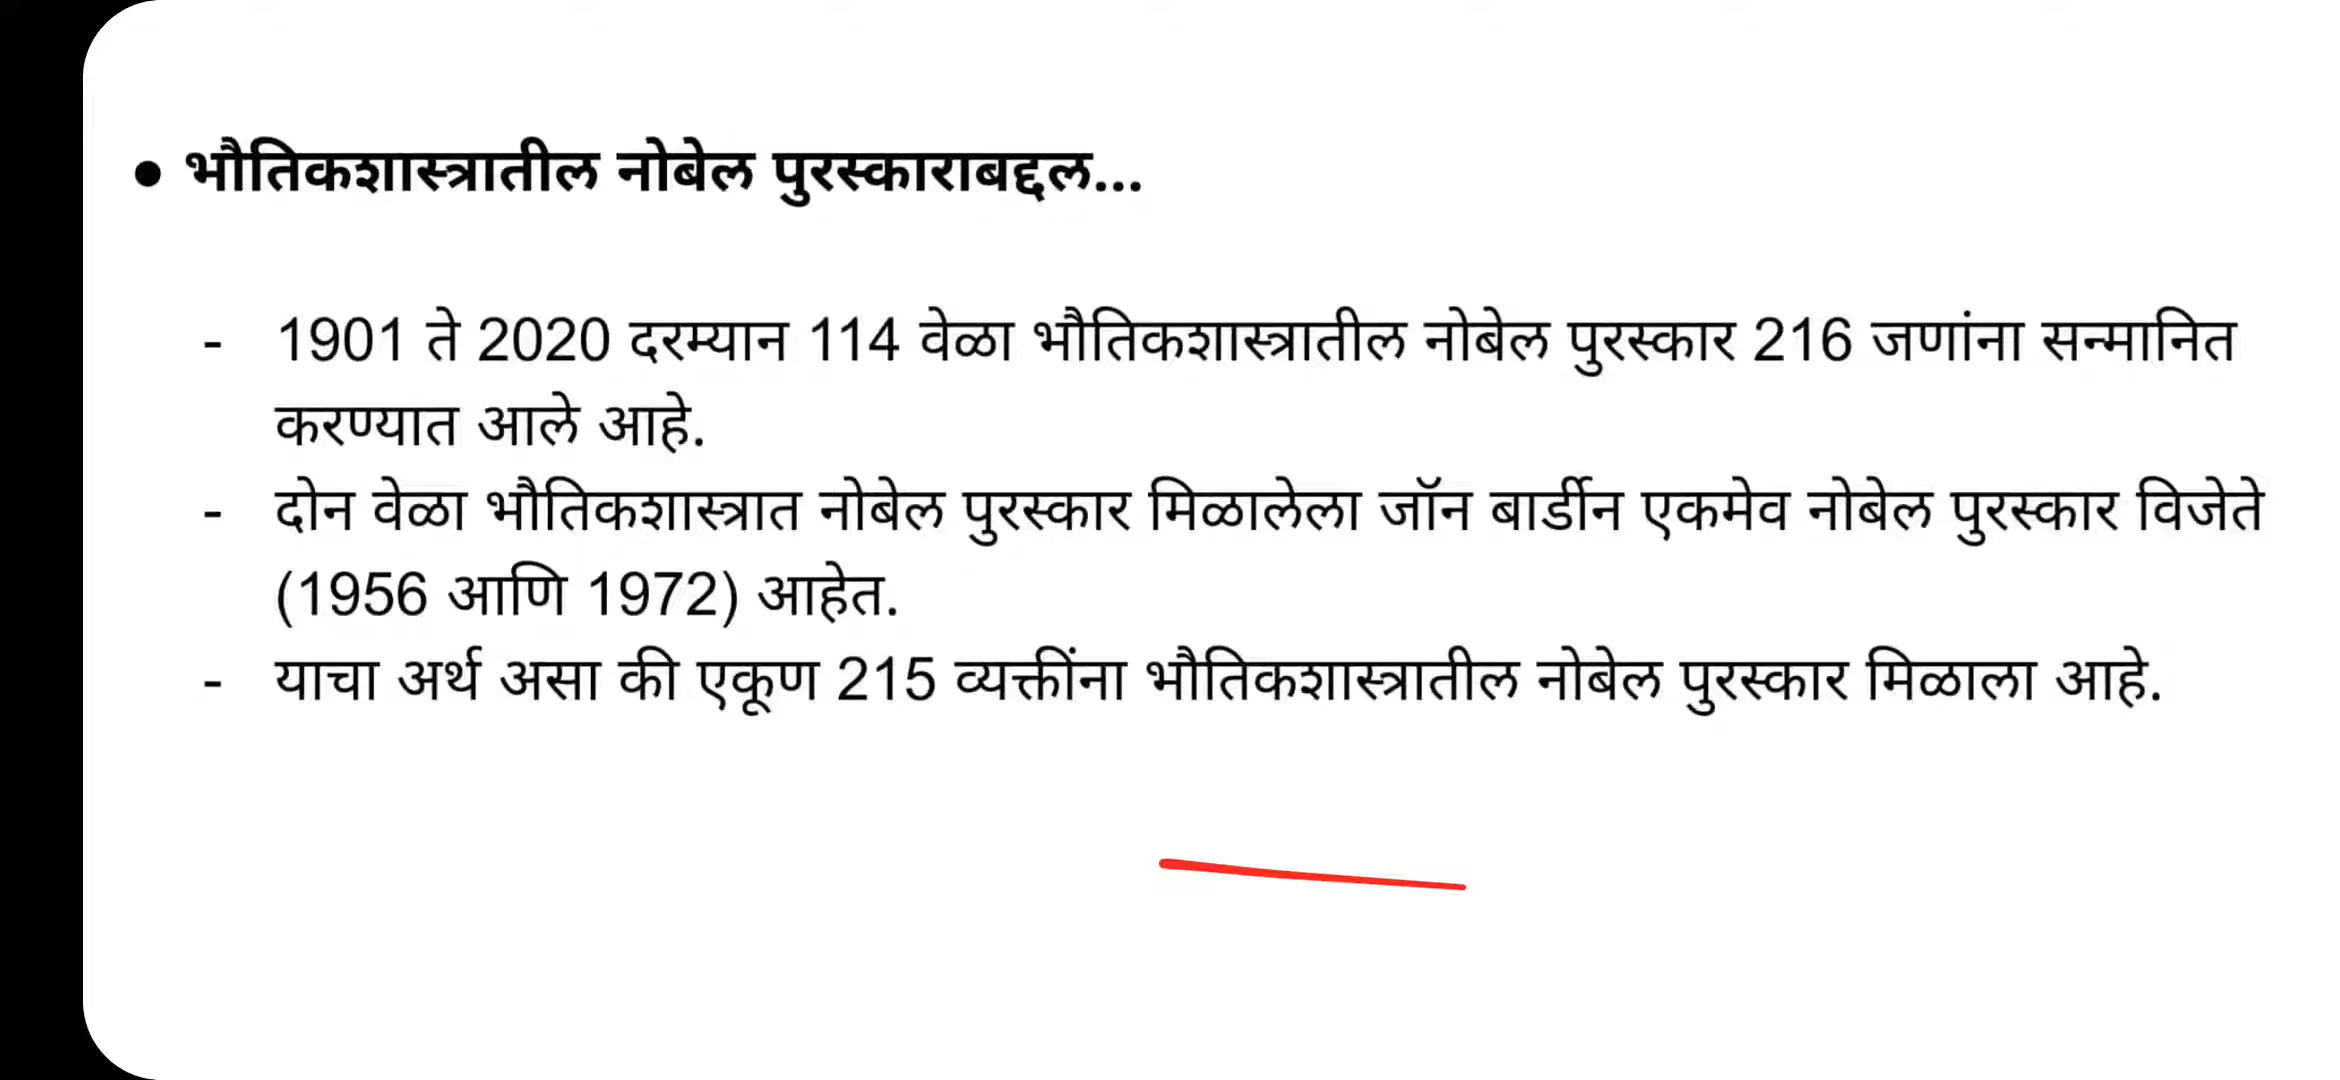 ● भौतिकशास्त्रातील नोबेल पुरस्काराबद्दल...
- 1901 ते 2020 दरम्यान 114 वेळा भौतिकशास्त्रातील नोबेल पुरस्कार 216 जणांना सन्मानित
करण्यात आले आहे.
- दोन वेळा भौतिकशास्त्रात नोबेल पुरस्कार मिळालेला जॉन बार्डीन एकमेव नोबेल पुरस्कार विजेते
(1956 आणि 1972) आहेत.
- याचा अर्थ असा की एकूण 215 व्यक्तींना भौतिकशास्त्रातील नोबेल पुरस्कार मिळाला आहे.